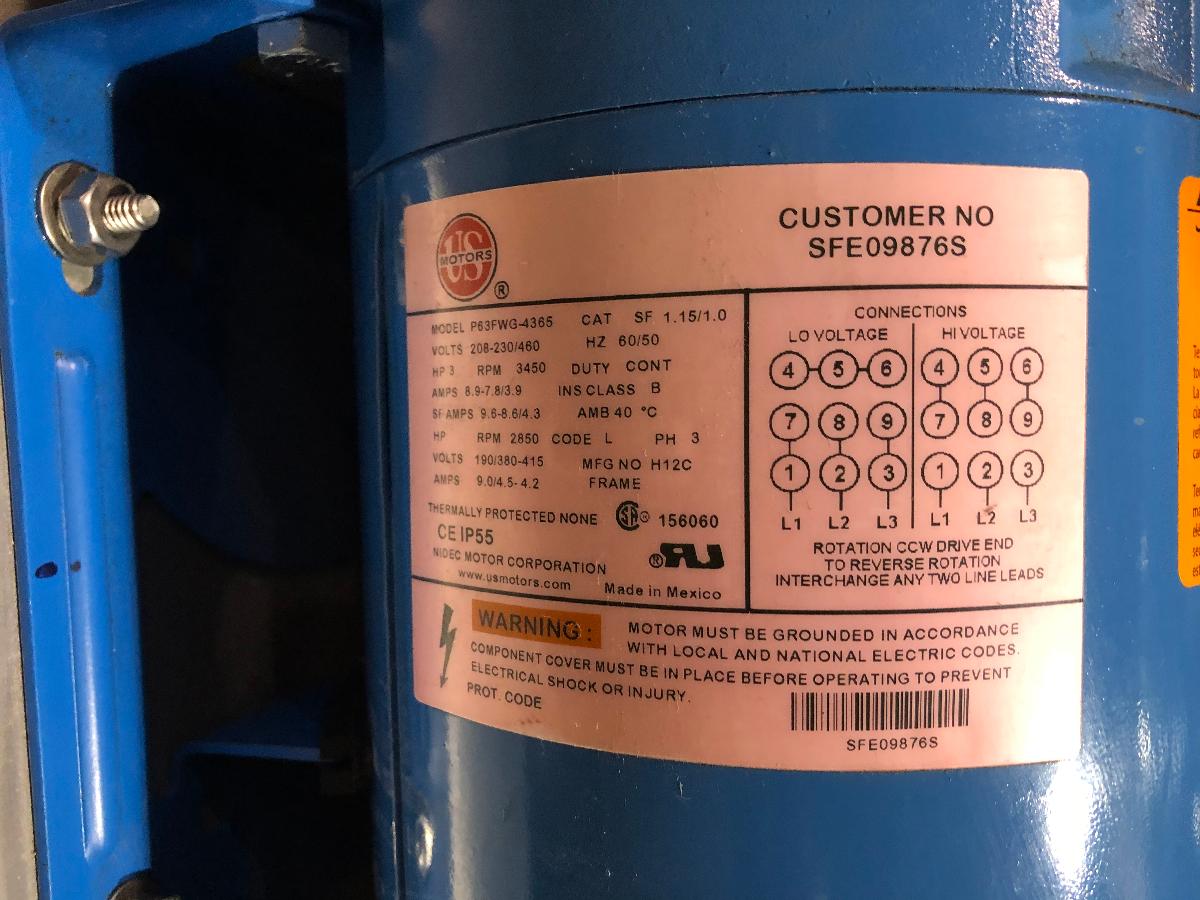 US
MOTORS
®
CUSTOMER NO
SFE09876S
MODEL P63FWG-4365 CAT SF 1.15/1.0
VOLTS 208-230/460 HZ 60/50
HP 3 RPM 3450 DUTY CONT
AMPS 8.9-7.8/3.9 INS CLASS B
SF AMPS 9.6-8.6/4.3 AMB 40 °C
HP RPM 2850 CODE L PH 3
VOLTS 190/380-415 MFG NO H12C
AMPS 9.0/4.5-4.2 FRAME
THERMALLY PROTECTED NONE SA ® 156060
CE IP55
NIDEC MOTOR CORPORATION ® RU
www.usmotors.com Made in Mexico
CONNECTIONS
LO VOLTAGE HI VOLTAGE
4 5 6 4 5 6
7 8 9 7 8 9
1 2 3 1 2 3
L1 L2 L3 L1 L2 L3
ROTATION CCW DRIVE END
TO REVERSE ROTATION
INTERCHANGE ANY TWO LINE LEADS
WARNING: MOTOR MUST BE GROUNDED IN ACCORDANCE
WITH LOCAL AND NATIONAL ELECTRIC CODES.
COMPONENT COVER MUST BE IN PLACE BEFORE OPERATING TO PREVENT
ELECTRICAL SHOCK OR INJURY.
PROT. CODE
SFE09876S